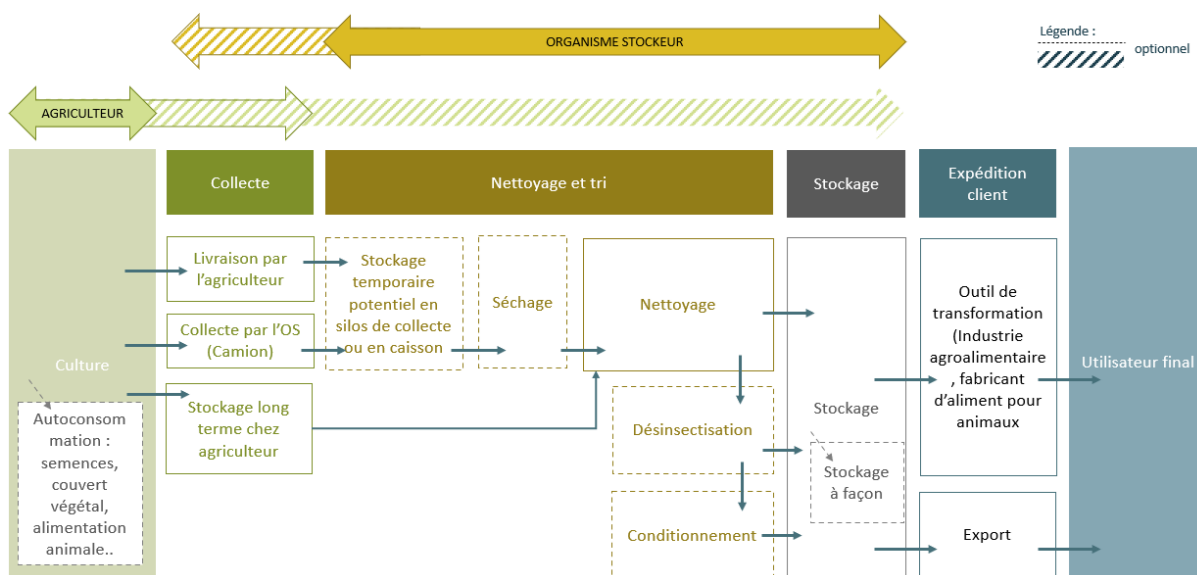 ORGANISME STOCKEUR
Légende :
optionnel
AGRICULTEUR
Collecte
Nettoyage et tri
Stockage
Expédition
client
Livraison par
l’agriculteur
Collecte par l’OS
(Camion)
Stockage long
terme chez
agriculteur
Stockage
temporaire
potentiel en
silos de collecte
ou en caisson
Séchage
Nettoyage
Désinsectisation
Conditionnement
Stockage
Stockage
à façon
Outil de
transformation
(Industrie
agroalimentaire
, fabricant
d’aliment pour
animaux
Export
Utilisateur final
Culture
Autoconsom
mation :
semences,
couvert
végétal,
alimentation
animale..